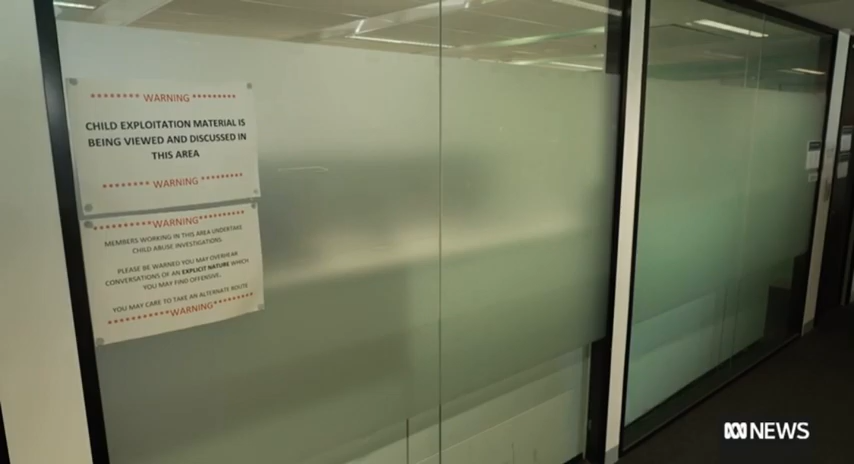 ******** WARNING *********
CHILD EXPLOITATION MATERIAL IS
BEING VIEWED AND DISCUSSED IN
THIS AREA
******** WARNING *********
**********WARNING*********
MEMBERS WORKING IN THIS AREA UNDERTAKE
CHILD ABUSE INVESTIGATIONS.
PLEASE BE WARNED YOU MAY OVERHEAR
CONVERSATIONS OF AN EXPLICIT NATURE WHICH
YOU MAY FIND OFFENSIVE.
YOU MAY CARE TO TAKE AN ALTERNATE ROUTE
**********WARNING*********
NEWS